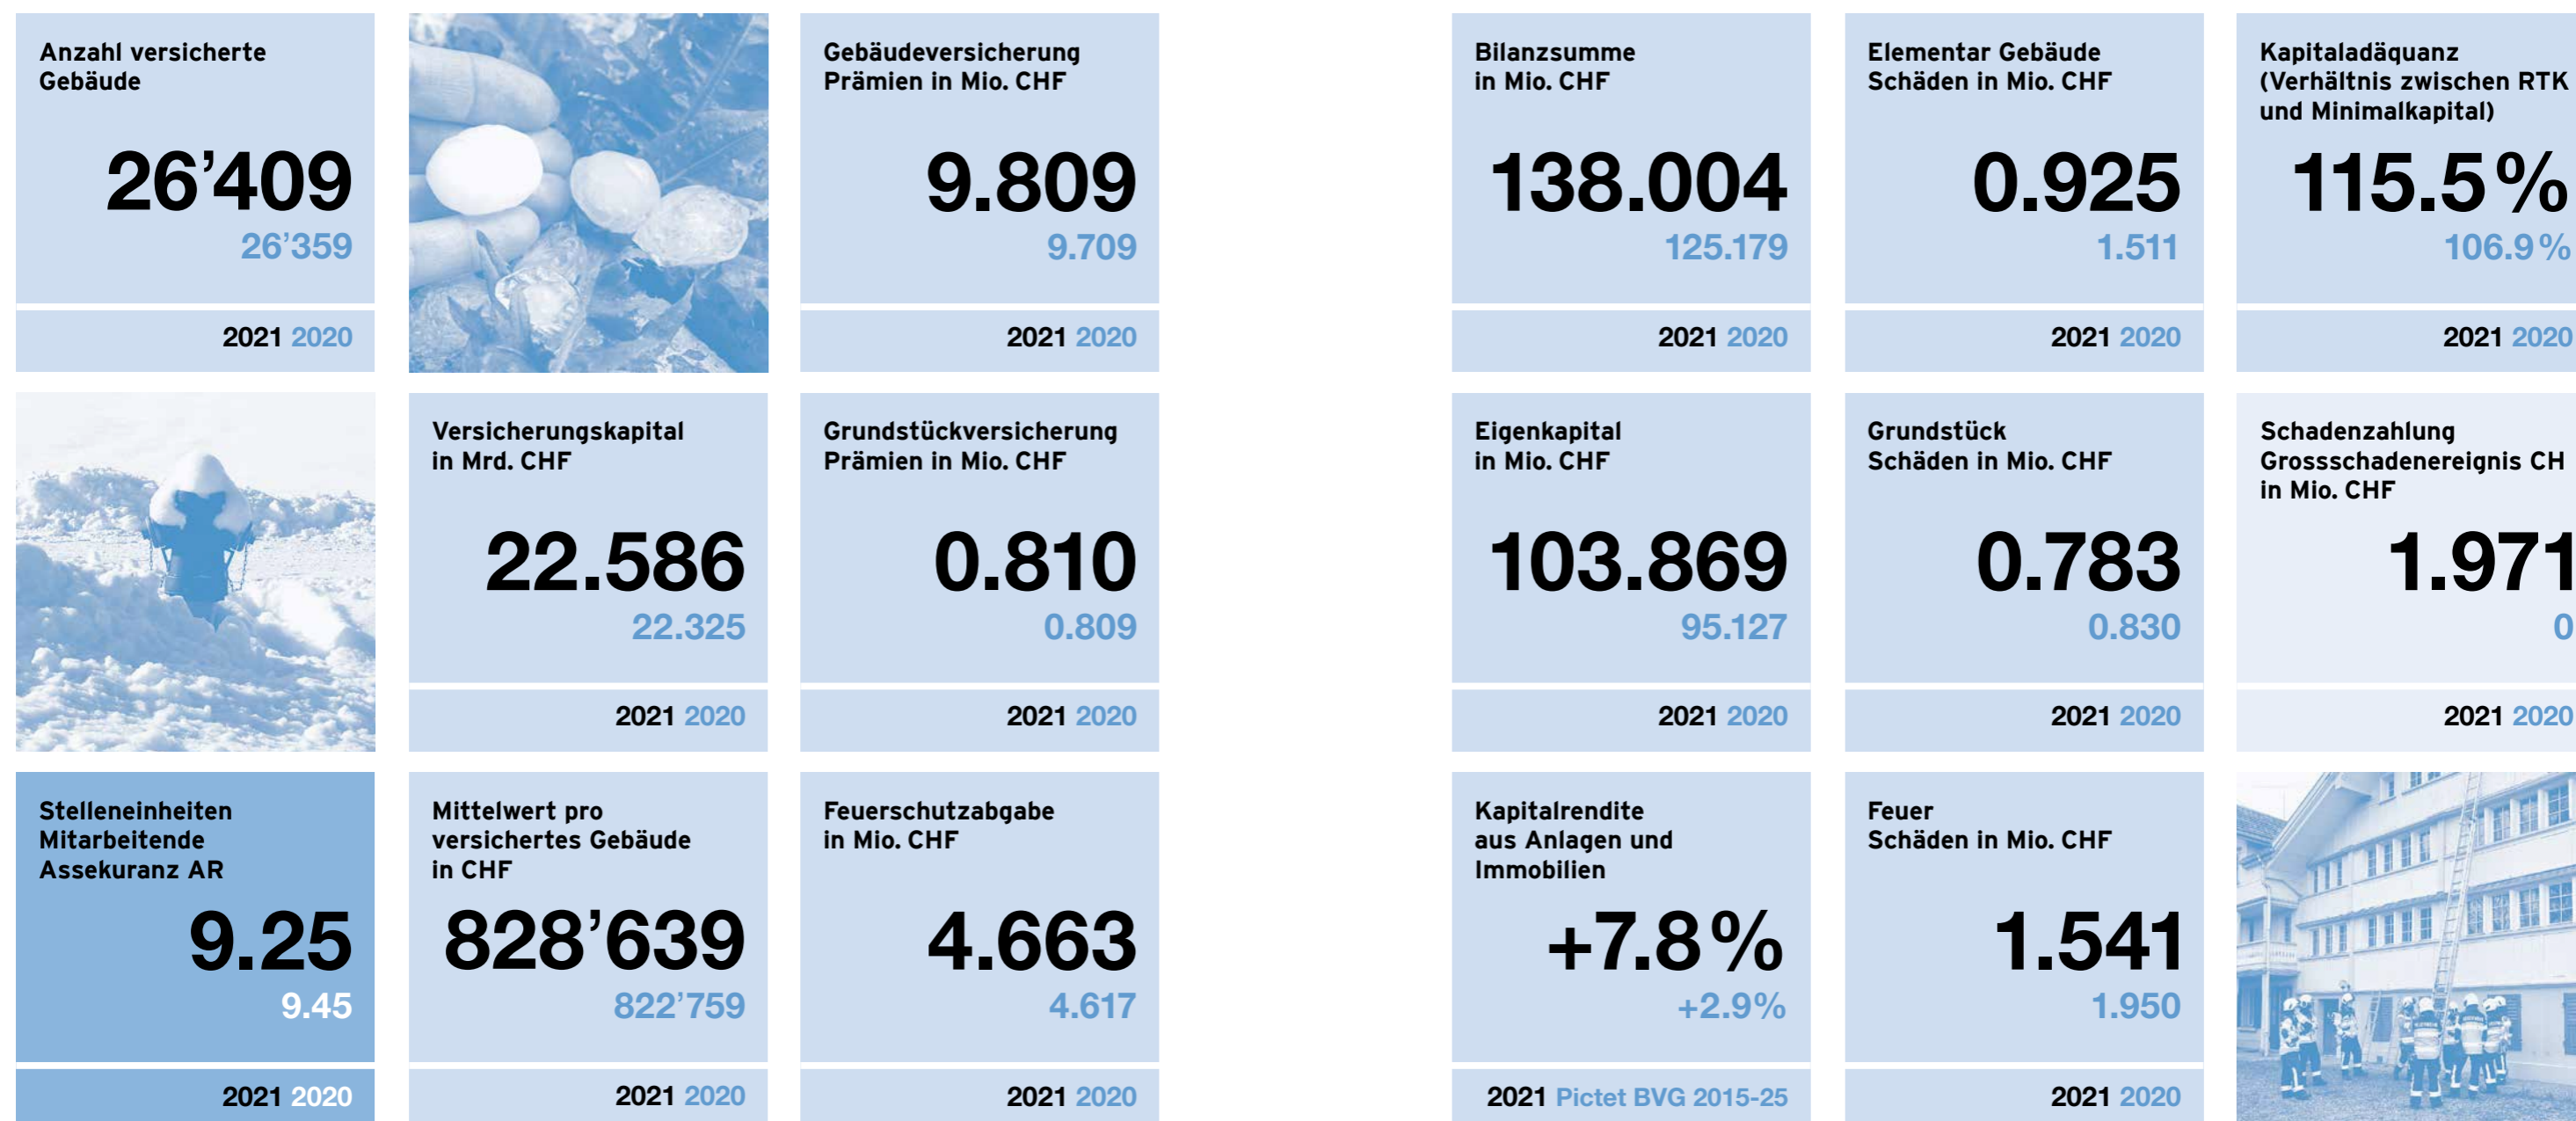 Anzahl versicherte
Gebäude
26’409
26’359
2021 2020
Gebäudeversicherung
Prämien in Mio. CHF
9.809
9.709
2021 2020
Bilanzsumme
in Mio. CHF
138.004
125.179
2021 2020
Elementar Gebäude
Schäden in Mio. CHF
0.925
1.511
2021 2020
Kapitaladäquanz
(Verhältnis zwischen RTK
und Minimalkapital)
115.5%
106.9%
2021 2020
Versicherungskapital
in Mrd. CHF
22.586
22.325
2021 2020
Grundstückversicherung
Prämien in Mio. CHF
0.810
0.809
2021 2020
Eigenkapital
in Mio. CHF
103.869
95.127
2021 2020
Grundstück
Schäden in Mio. CHF
0.783
0.830
2021 2020
Schadenzahlung
Grossschadenereignis CH
in Mio. CHF
1.971
0
2021 2020
Stelleneinheiten
Mitarbeitende
Assekuranz AR
9.25
9.45
2021 2020
Mittelwert pro
versichertes Gebäude
in CHF
828’639
822’759
2021 2020
Feuerschutzabgabe
in Mio. CHF
4.663
4.617
2021 2020
Kapitalrendite
aus Anlagen und
Immobilien
+7.8%
+2.9%
2021 Pictet BVG 2015-25
Feuer
Schäden in Mio. CHF
1.541
1.950
2021 2020